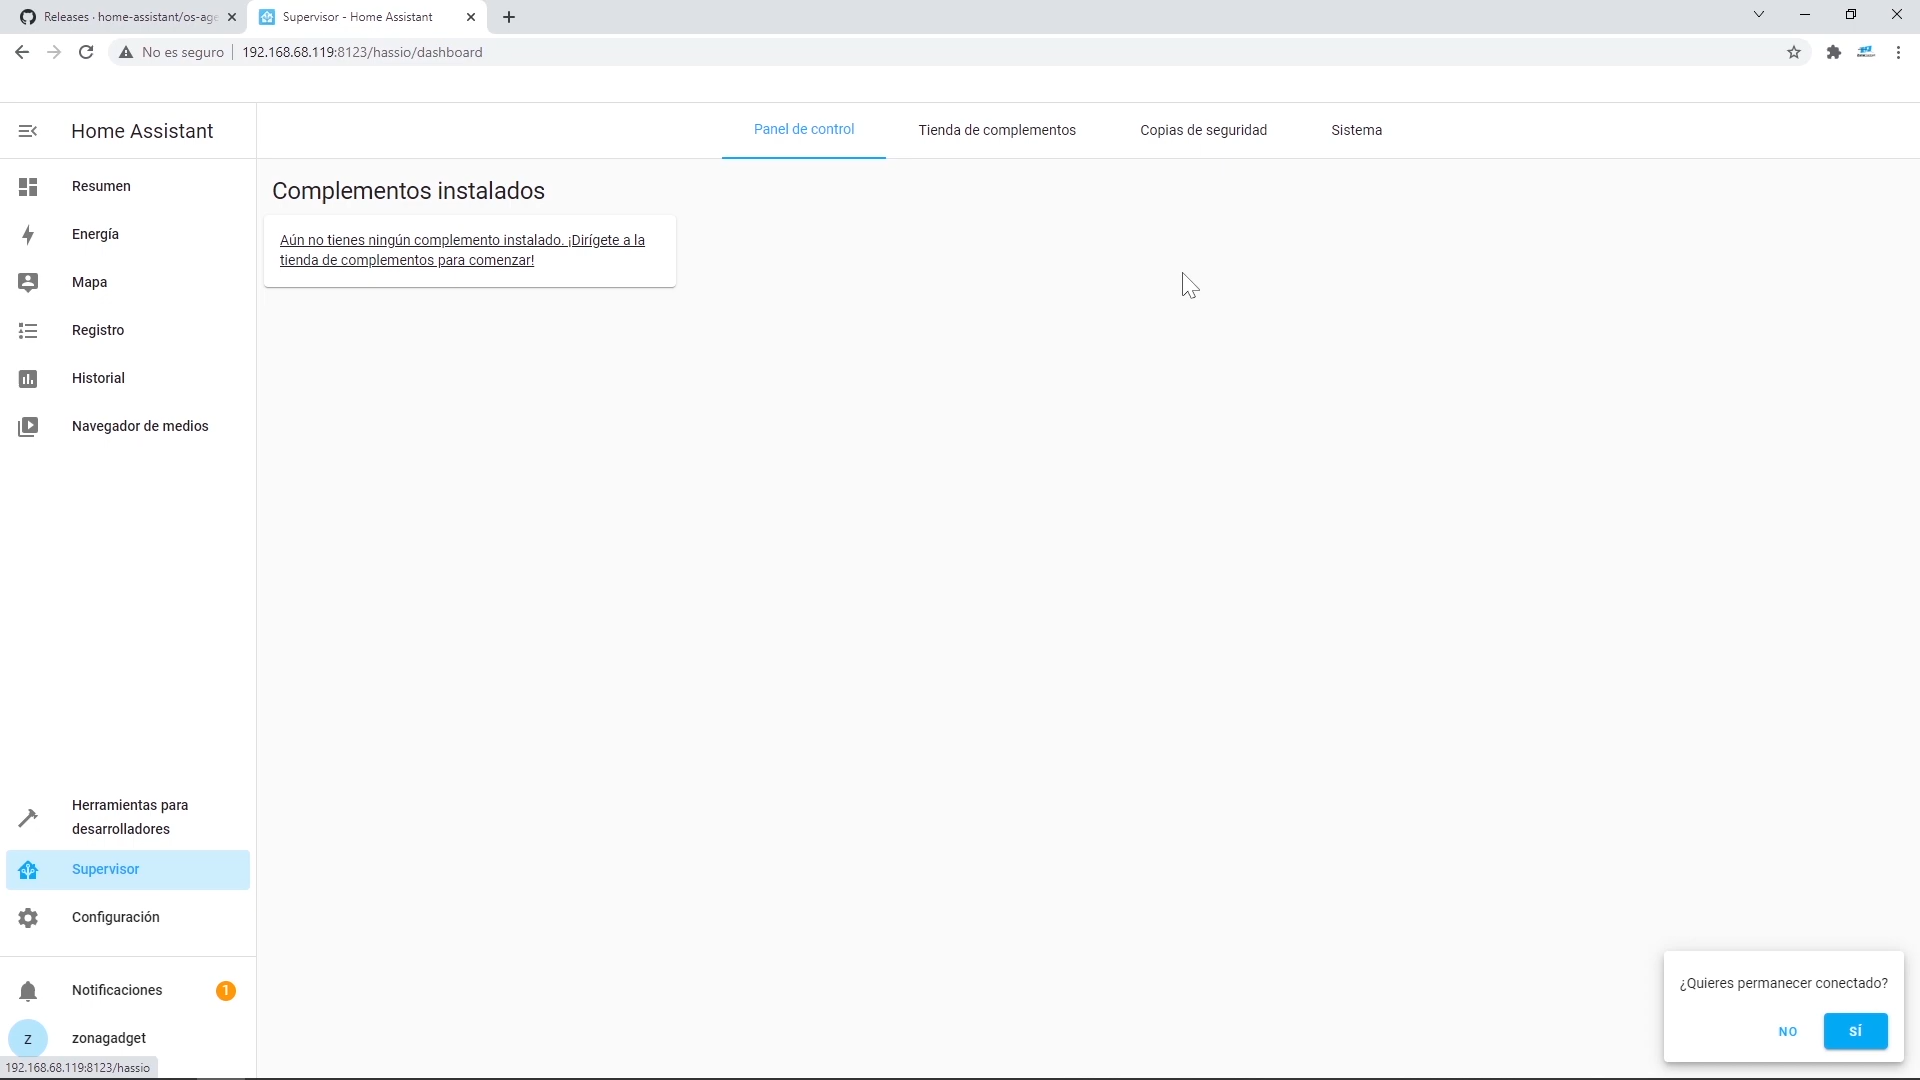 Releases · home-assistant/os-age
Supervisor - Home Assistant
No es seguro
192.168.68.119:8123/hassio/dashboard
Home Assistant
Panel de control
Tienda de complementos
Copias de seguridad
Sistema
Resumen
Energía
Mapa
Registro
Historial
Navegador de medios
Complementos instalados
Aún no tienes ningún complemento instalado. ¡Dirígete a la
tienda de complementos para comenzar!
Herramientas para
desarrolladores
Supervisor
Configuración
Notificaciones
1
z
zonagadget
192.168.68.119:8123/hassio
¿Quieres permanecer conectado?
NO
SÍ